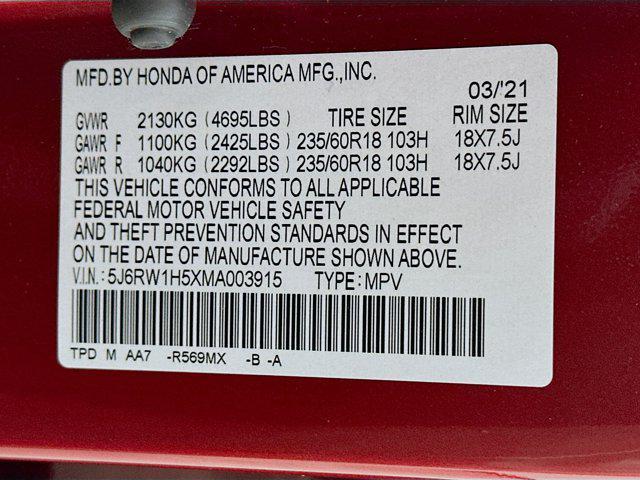 MFD.BY HONDA OF AMERICA MFG.,INC.
03/'21
GVWR 2130KG (4695LBS) TIRE SIZE RIM SIZE
GAWR F 1100KG (2425LBS) 235/60R18 103H 18X7.5J
GAWR R 1040KG (2292LBS) 235/60R18 103H 18X7.5J
THIS VEHICLE CONFORMS TO ALL APPLICABLE
FEDERAL MOTOR VEHICLE SAFETY
AND THEFT PREVENTION STANDARDS IN EFFECT
ON THE DATE OF MANUFACTURE SHOWN ABOVE.
V.I.N.: 5J6RW1H5XMA003915 TYPE: MPV
TPD M AA7 -R569MX -B -A